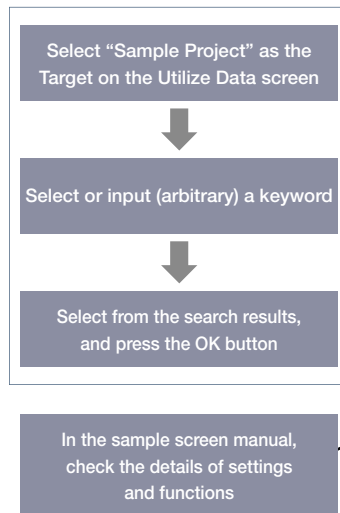 Select “Sample Project” as the
Target on the Utilize Data screen
Select or input (arbitrary) a keyword
Select from the search results,
and press the OK button
In the sample screen manual,
check the details of settings
and functions